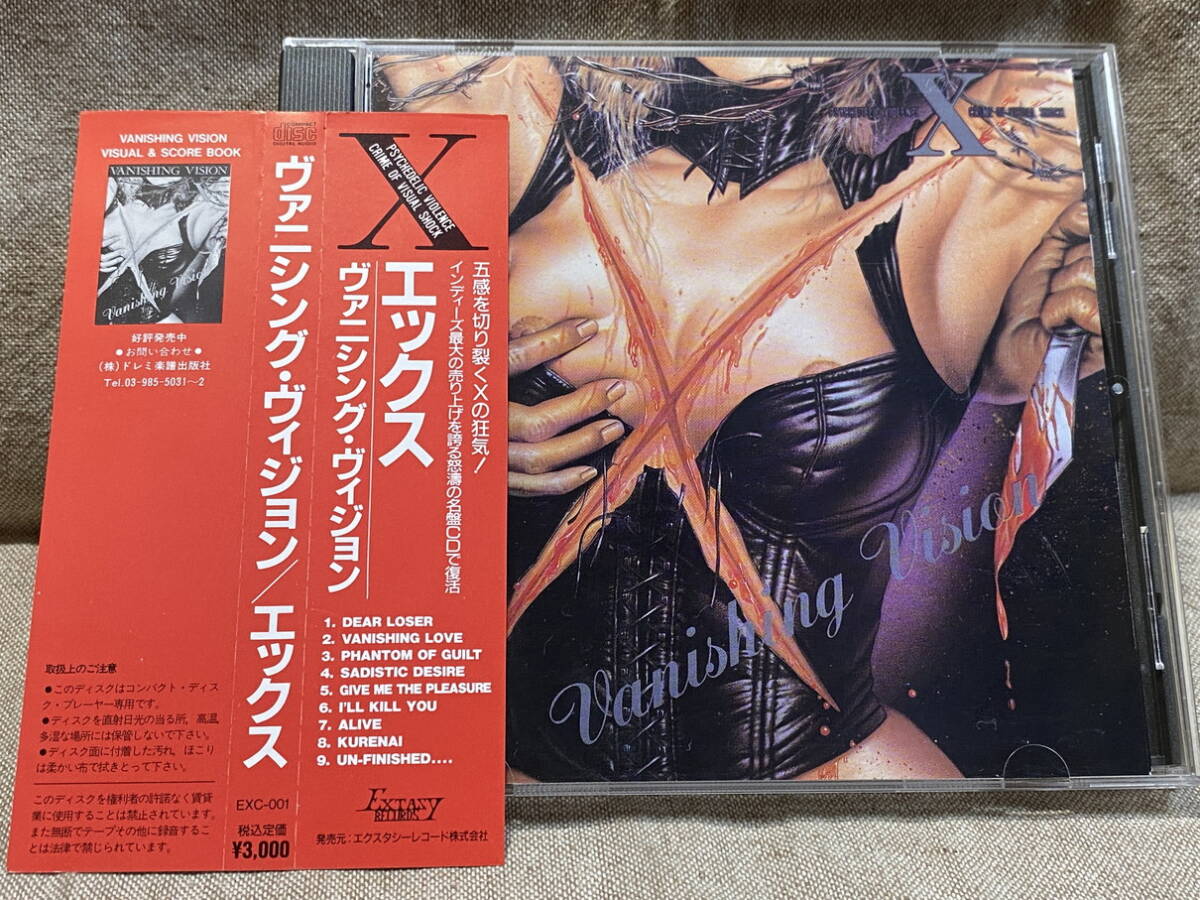 VANISHING VISION
VISUAL & SCORE BOOK
VANISHING VISION
Vanishing Vision
好評発売中
●お問い合わせ●
(株)ドレミ楽譜出版社
Tel.03-985-5031〜2
取扱上のご注意
●このディスクはコンパクト・ディス
ク・プレーヤー専用です。
●ディスクを直射日光の当る所,高温,
多湿な場所には保管しないで下さい。
●ディスク面に付着した汚れ,ほこり
は柔かい布で拭きとって下さい。
このディスクを権利者の許諾なく賃貸
業に使用することは禁止されています。
また無断でテープその他に録音するこ
とは法律で禁じられています。
COMPACT
disc
DIGITAL AUDIO
ヴァニシング・ヴィジョン/エックス
EXC-001
税込定価
¥3,000
X
PSYCHEDELIC VIOLENCE
CRIME OF VISUAL SHOCK
五感を切り裂くXの狂気!
インディーズ最大の売り上げを誇る怒濤の名盤CDで復活
エックス
ヴァニシング・ヴィジョン
1. DEAR LOSER
2. VANISHING LOVE
3. PHANTOM OF GUILT
4. SADISTIC DESIRE
5. GIVE ME THE PLEASURE
6. I'LL KILL YOU
7. ALIVE
8. KURENAI
9. UN-FINISHED....
EXTASY
RECORDS
発売元:エクスタシーレコード株式会社
X
Vanishing Vision